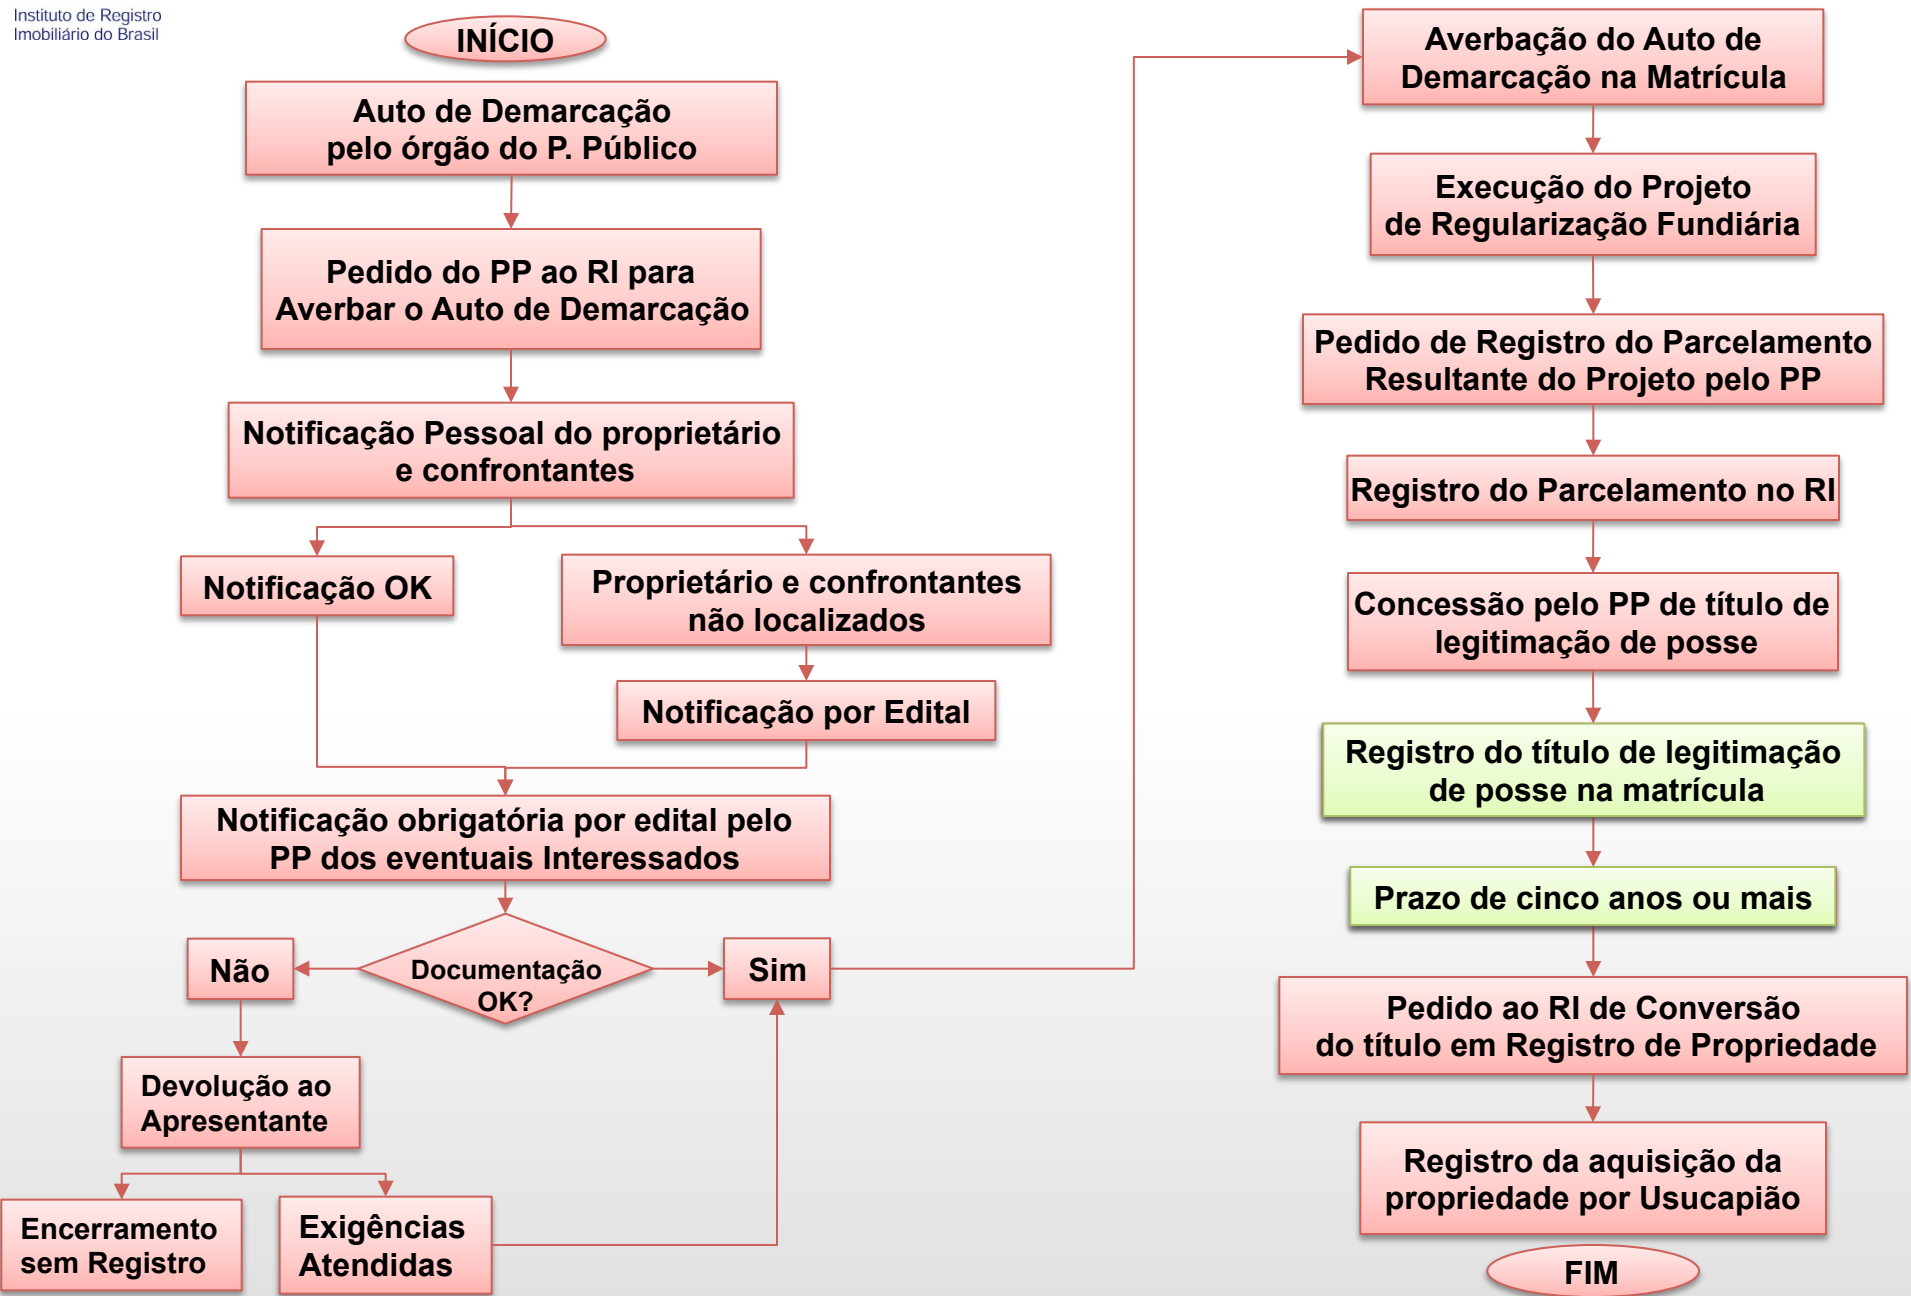 Instituto de Registro
Imobiliário do Brasil
INÍCIO
Auto de Demarcação
pelo órgão do P. Público
Pedido do PP ao RI para
Averbar o Auto de Demarcação
Notificação Pessoal do proprietário
e confrontantes
Notificação OK
Proprietário e confrontantes
não localizados
Notificação por Edital
Notificação obrigatória por edital pelo
PP dos eventuais Interessados
Não
Documentação
OK?
Sim
Devolução ao
Apresentante
Encerramento
sem Registro
Exigências
Atendidas
Averbação do Auto de
Demarcação na Matrícula
Execução do Projeto
de Regularização Fundiária
Pedido de Registro do Parcelamento
Resultante do Projeto pelo PP
Registro do Parcelamento no RI
Concessão pelo PP de título de
legitimação de posse
Registro do título de legitimação
de posse na matrícula
Prazo de cinco anos ou mais
Pedido ao RI de Conversão
do título em Registro de Propriedade
Registro da aquisição da
propriedade por Usucapião
FIM